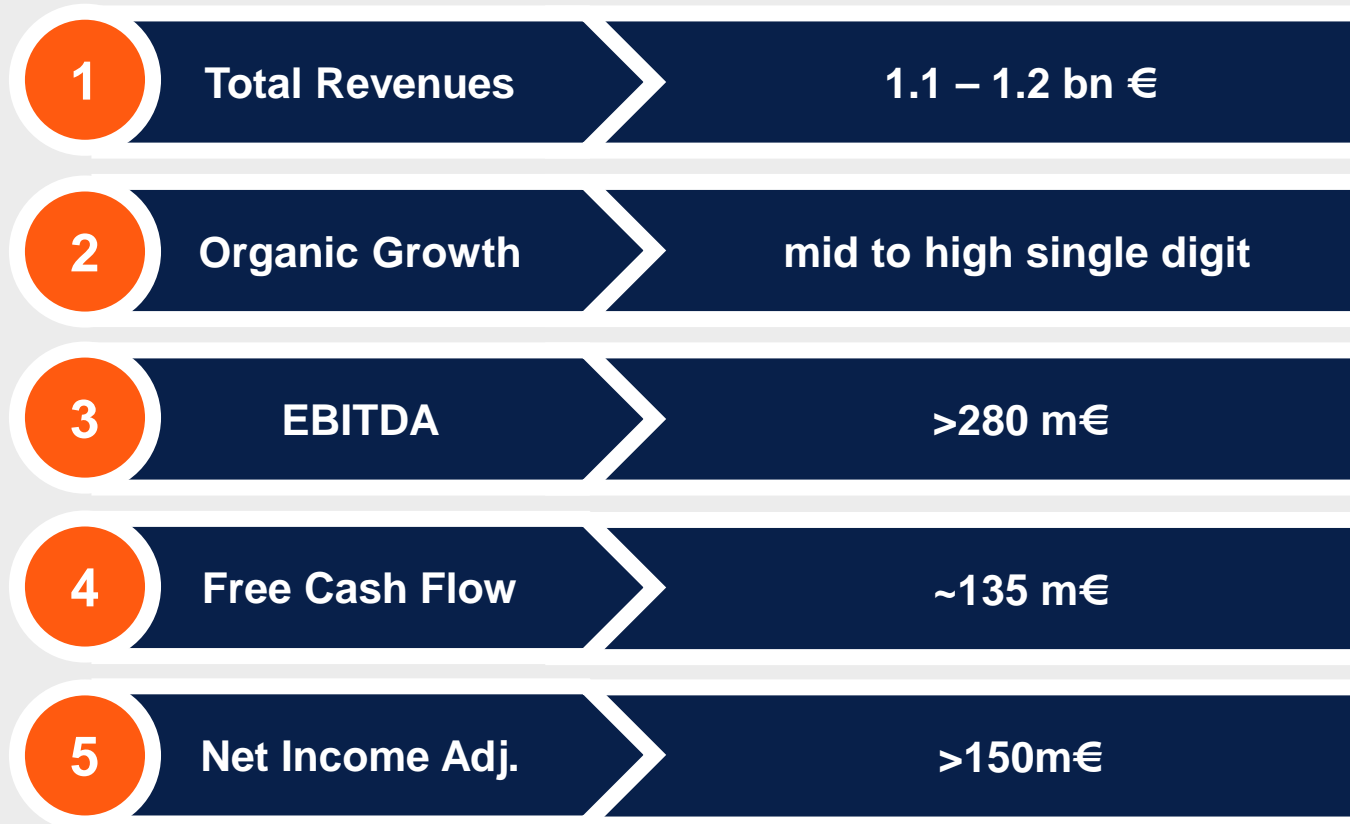 1 Total Revenues 1.1 – 1.2 bn €
2 Organic Growth mid to high single digit
3 EBITDA >280 m€
4 Free Cash Flow ~135 m€
5 Net Income Adj. >150m€